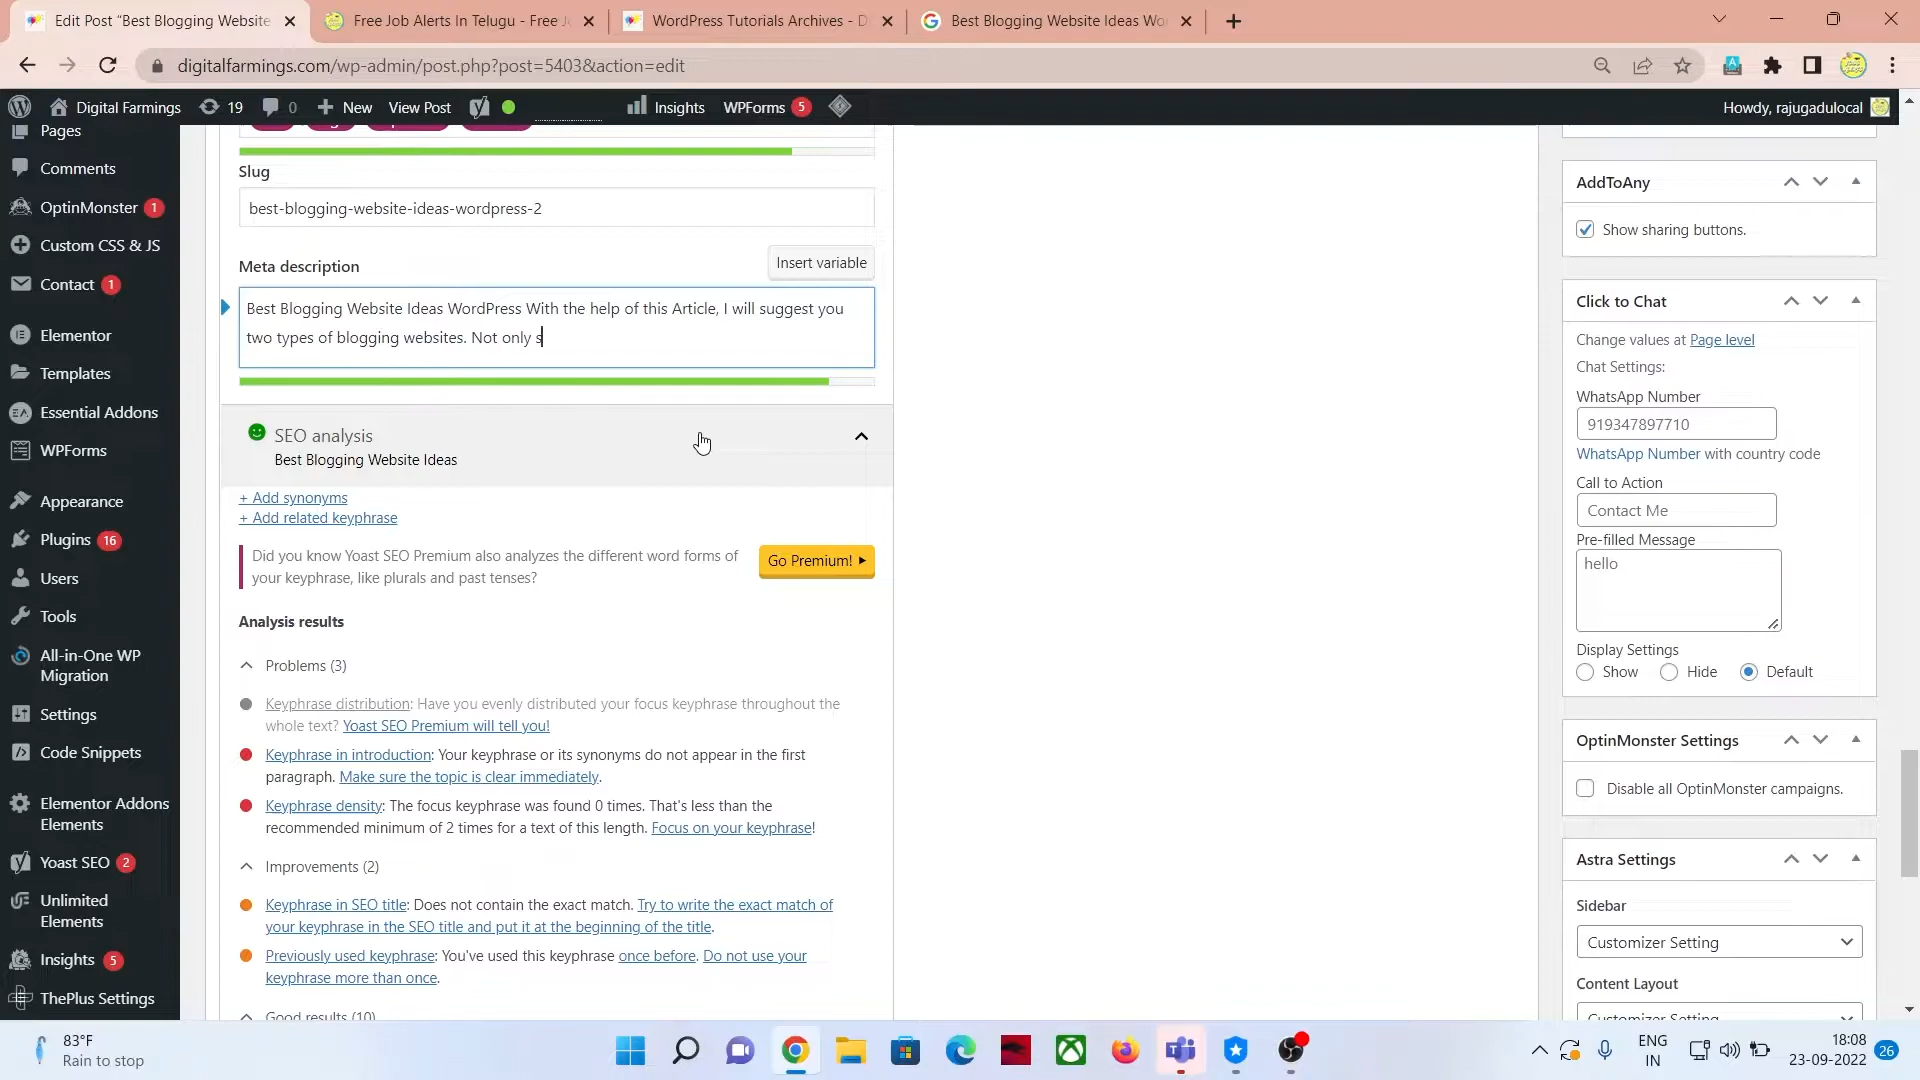 Edit Post “Best Blogging Website
Free Job Alerts In Telugu - Free J
WordPress Tutorials Archives - D
Best Blogging Website Ideas Wo
digitalfarmings.com/wp-admin/post.php?post=5403&action=edit
Digital Farmings
19
0
New
View Post
Insights
WPForms
5
Howdy, rajugadulocal
Pages
Comments
OptinMonster
1
Custom CSS & JS
Contact
1
Elementor
Templates
Essential Addons
WPForms
Appearance
Plugins
16
Users
Tools
All-in-One WP
Migration
Settings
Code Snippets
Elementor Addons
Elements
Yoast SEO
2
Unlimited
Elements
Insights
5
ThePlus Settings
Slug
best-blogging-website-ideas-wordpress-2
Meta description
Insert variable
Best Blogging Website Ideas WordPress With the help of this Article, I will suggest you
two types of blogging websites. Not only s
SEO analysis
Best Blogging Website Ideas
+ Add synonyms
+ Add related keyphrase
Did you know Yoast SEO Premium also analyzes the different word forms of
your keyphrase, like plurals and past tenses?
Go Premium!
Analysis results
Problems (3)
Keyphrase distribution: Have you evenly distributed your focus keyphrase throughout the
whole text? Yoast SEO Premium will tell you!
Keyphrase in introduction: Your keyphrase or its synonyms do not appear in the first
paragraph. Make sure the topic is clear immediately.
Keyphrase density: The focus keyphrase was found 0 times. That's less than the
recommended minimum of 2 times for a text of this length. Focus on your keyphrase!
Improvements (2)
Keyphrase in SEO title: Does not contain the exact match. Try to write the exact match of
your keyphrase in the SEO title and put it at the beginning of the title.
Previously used keyphrase: You've used this keyphrase once before. Do not use your
keyphrase more than once.
Good results (10)
AddToAny
Show sharing buttons.
Click to Chat
Change values at Page level
Chat Settings:
WhatsApp Number
919347897710
WhatsApp Number with country code
Call to Action
Contact Me
Pre-filled Message
hello
Display Settings
Show
Hide
Default
OptinMonster Settings
Disable all OptinMonster campaigns.
Astra Settings
Sidebar
Customizer Setting
Content Layout
Customizer Setting
83°F
Rain to stop
ENG
IN
18:08
23-09-2022
26